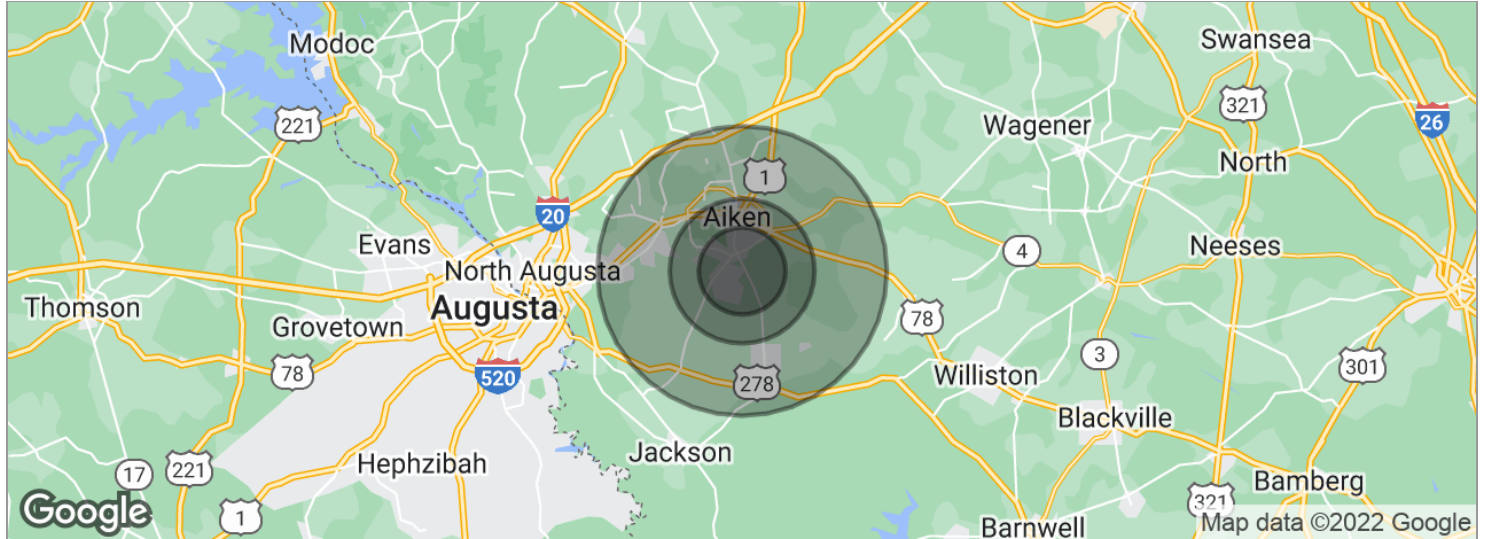 Modoc
Swansea
321
26
221
Wagener
North
1
20
Aiken
Evans
4
Neeses
North Augusta
Thomson
Augusta
Grovetown
78
3
78
520
278
Williston
301
Blackville
Jackson
Hephzibah
17
221
Bamberg
321
Google
1
Barnwell
Map data ©2022 Google